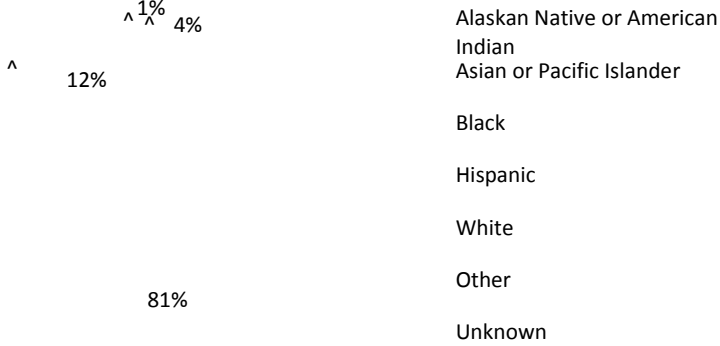 ^ 1%
^ 4%
^
12%
81%
Alaskan Native or American
Indian
Asian or Pacific Islander
Black
Hispanic
White
Other
Unknown